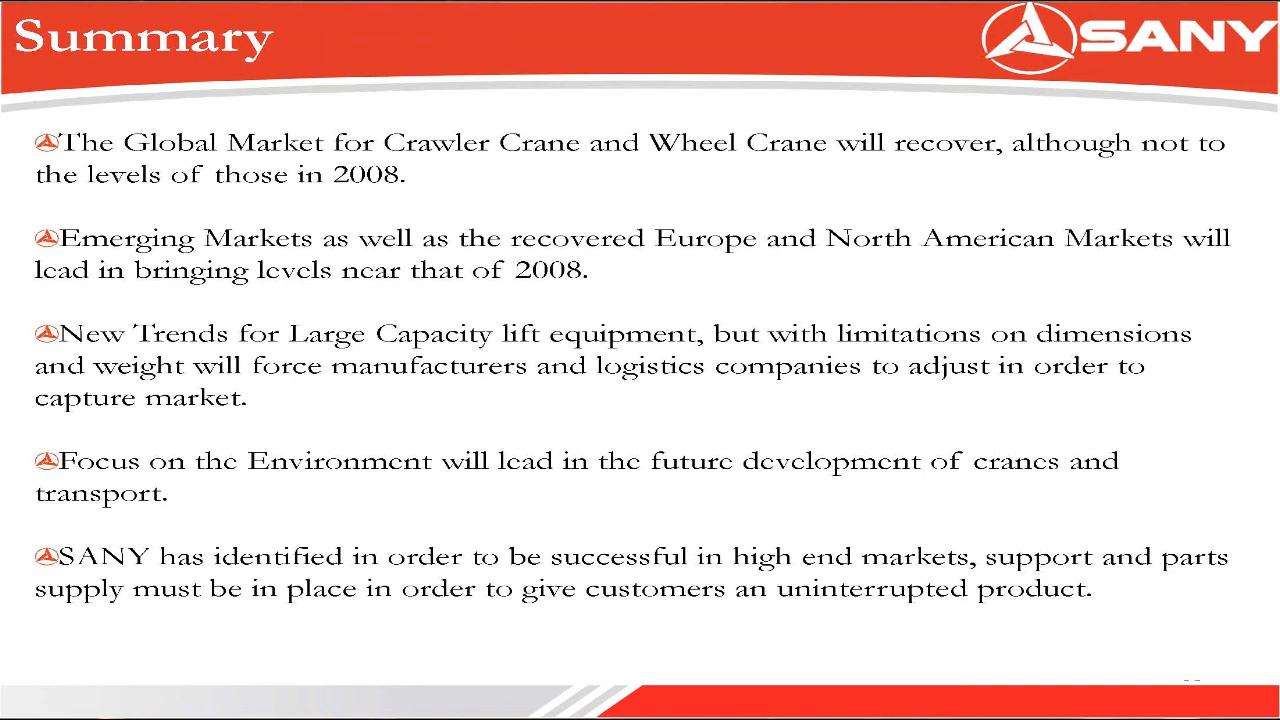 Summary
SANY
The Global Market for Crawler Crane and Wheel Crane will recover, although not to
the levels of those in 2008.
Emerging Markets as well as the recovered Europe and North American Markets will
lead in bringing levels near that of 2008.
New Trends for Large Capacity lift equipment, but with limitations on dimensions
and weight will force manufacturers and logistics companies to adjust in order to
capture market.
Focus on the Environment will lead in the future development of cranes and
transport.
SANY has identified in order to be successful in high end markets, support and parts
supply must be in place in order to give customers an uninterrupted product.